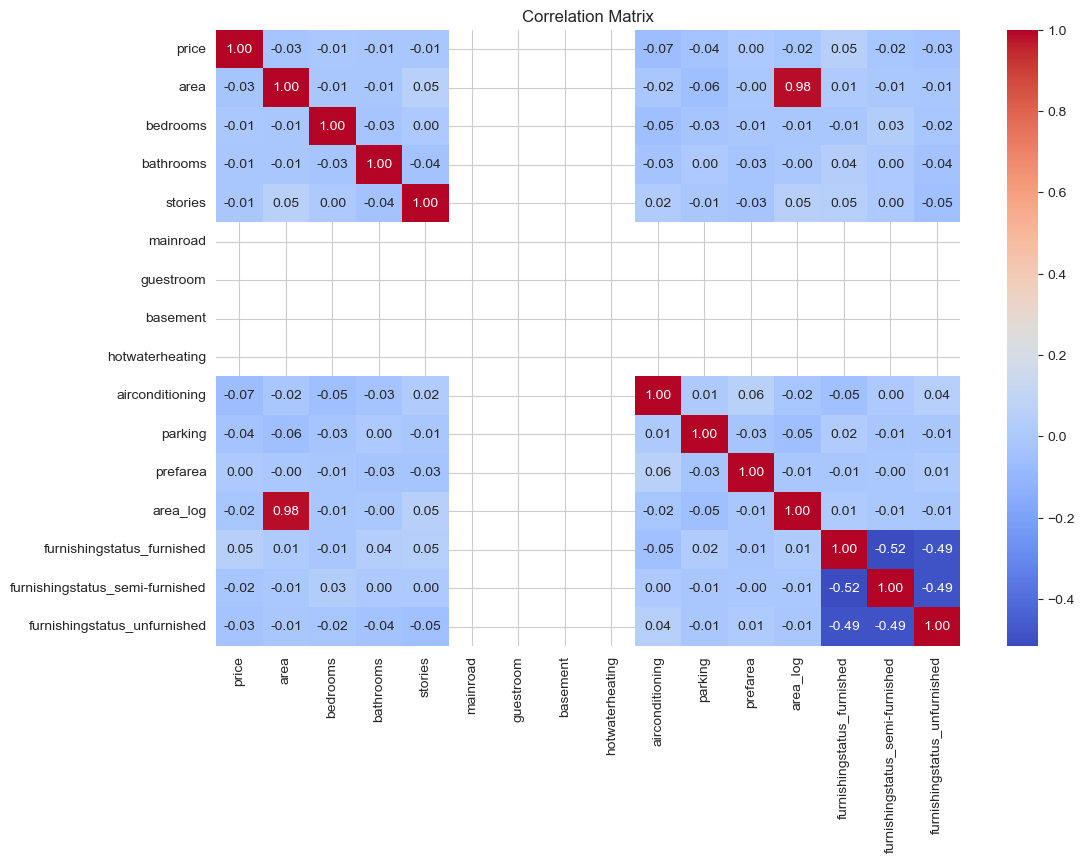 Correlation Matrix
price 1.00 -0.03 -0.01 -0.01 -0.01 -0.07 -0.04 0.00 -0.02 0.05 -0.02 -0.03
area -0.03 1.00 -0.01 -0.01 0.05 -0.02 -0.06 -0.00 0.98 0.01 -0.01 -0.01
bedrooms -0.01 -0.01 1.00 -0.03 0.00 -0.05 -0.03 -0.01 -0.01 -0.01 0.03 -0.02
bathrooms -0.01 -0.01 -0.03 1.00 -0.04 -0.03 0.00 -0.03 -0.00 0.04 0.00 -0.04
stories -0.01 0.05 0.00 -0.04 1.00 0.02 -0.01 -0.03 0.05 0.05 0.00 -0.05
mainroad
guestroom
basement
hotwaterheating
airconditioning -0.07 -0.02 -0.05 -0.03 0.02 1.00 0.01 0.06 -0.02 -0.05 0.00 0.04
parking -0.04 -0.06 -0.03 0.00 -0.01 0.01 1.00 -0.03 -0.05 0.02 -0.01 -0.01
prefarea 0.00 -0.00 -0.01 -0.03 -0.03 0.06 -0.03 1.00 -0.01 -0.01 -0.00 0.01
area_log -0.02 0.98 -0.01 -0.00 0.05 -0.02 -0.05 -0.01 1.00 0.01 -0.01 -0.01
furnishingstatus_furnished 0.05 0.01 -0.01 0.04 0.05 -0.05 0.02 -0.01 0.01 1.00 -0.52 -0.49
furnishingstatus_semi-furnished -0.02 -0.01 0.03 0.00 0.00 0.00 -0.01 -0.00 -0.01 -0.52 1.00 -0.49
furnishingstatus_unfurnished -0.03 -0.01 -0.02 -0.04 -0.05 0.04 -0.01 0.01 -0.01 -0.49 -0.49 1.00
price
area
bedrooms
bathrooms
stories
mainroad
guestroom
basement
hotwaterheating
airconditioning
parking
prefarea
area_log
furnishingstatus_furnished
furnishingstatus_semi-furnished
furnishingstatus_unfurnished
1.0
0.8
0.6
0.4
0.2
0.0
−0.2
−0.4